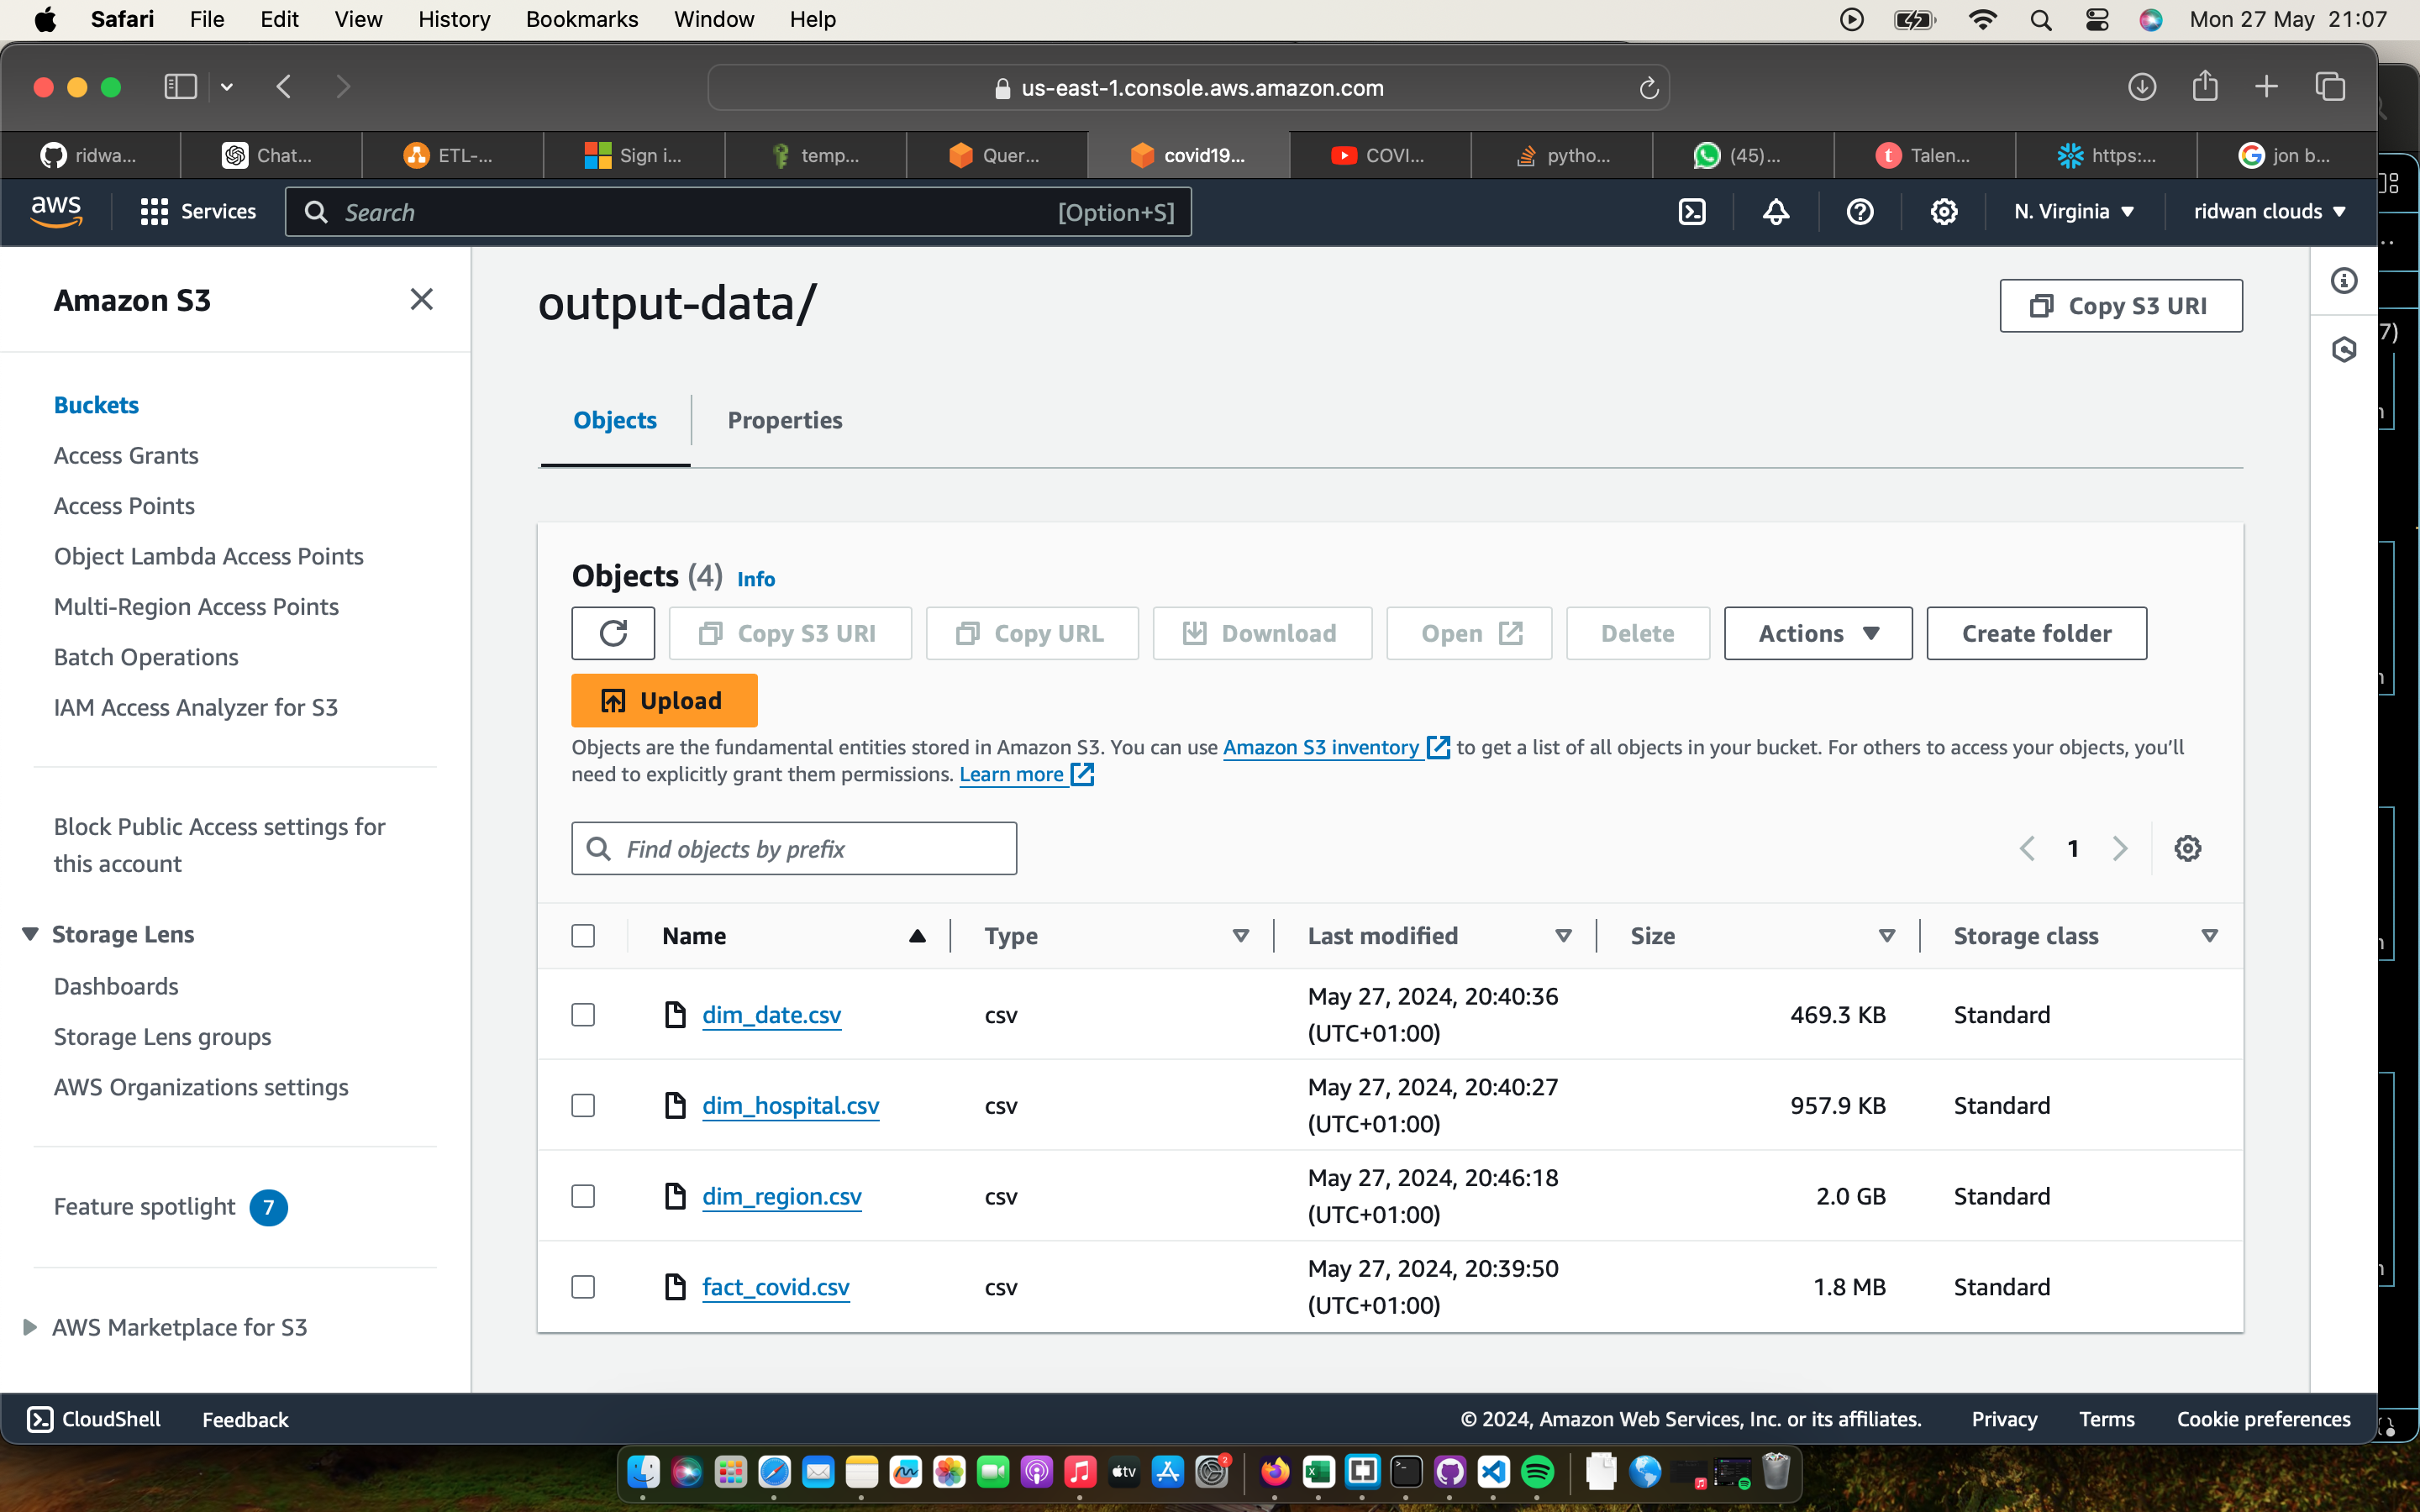 Safari File Edit View History Bookmarks Window Help Mon 27 May 21:07
us-east-1.console.aws.amazon.com
ridwa... Chat... ETL-... Sign i... temp... Quer... covid19... COVI... pytho... (45)... Talen... https:... jon b...
aws Services Search [Option+S] N. Virginia ridwan clouds
Amazon S3
Buckets
Access Grants
Access Points
Object Lambda Access Points
Multi-Region Access Points
Batch Operations
IAM Access Analyzer for S3
Block Public Access settings for
this account
Storage Lens
Dashboards
Storage Lens groups
AWS Organizations settings
Feature spotlight 7
AWS Marketplace for S3
output-data/
Copy S3 URI
Objects Properties
Objects (4) Info
Copy S3 URI Copy URL Download Open Delete Actions Create folder
Upload
Objects are the fundamental entities stored in Amazon S3. You can use Amazon S3 inventory to get a list of all objects in your bucket. For others to access your objects, you'll
need to explicitly grant them permissions. Learn more
Find objects by prefix
1
Name Type Last modified Size Storage class
dim_date.csv csv May 27, 2024, 20:40:36 (UTC+01:00) 469.3 KB Standard
dim_hospital.csv csv May 27, 2024, 20:40:27 (UTC+01:00) 957.9 KB Standard
dim_region.csv csv May 27, 2024, 20:46:18 (UTC+01:00) 2.0 GB Standard
fact_covid.csv csv May 27, 2024, 20:39:50 (UTC+01:00) 1.8 MB Standard
CloudShell Feedback © 2024, Amazon Web Services, Inc. or its affiliates. Privacy Terms Cookie preferences
tv
2